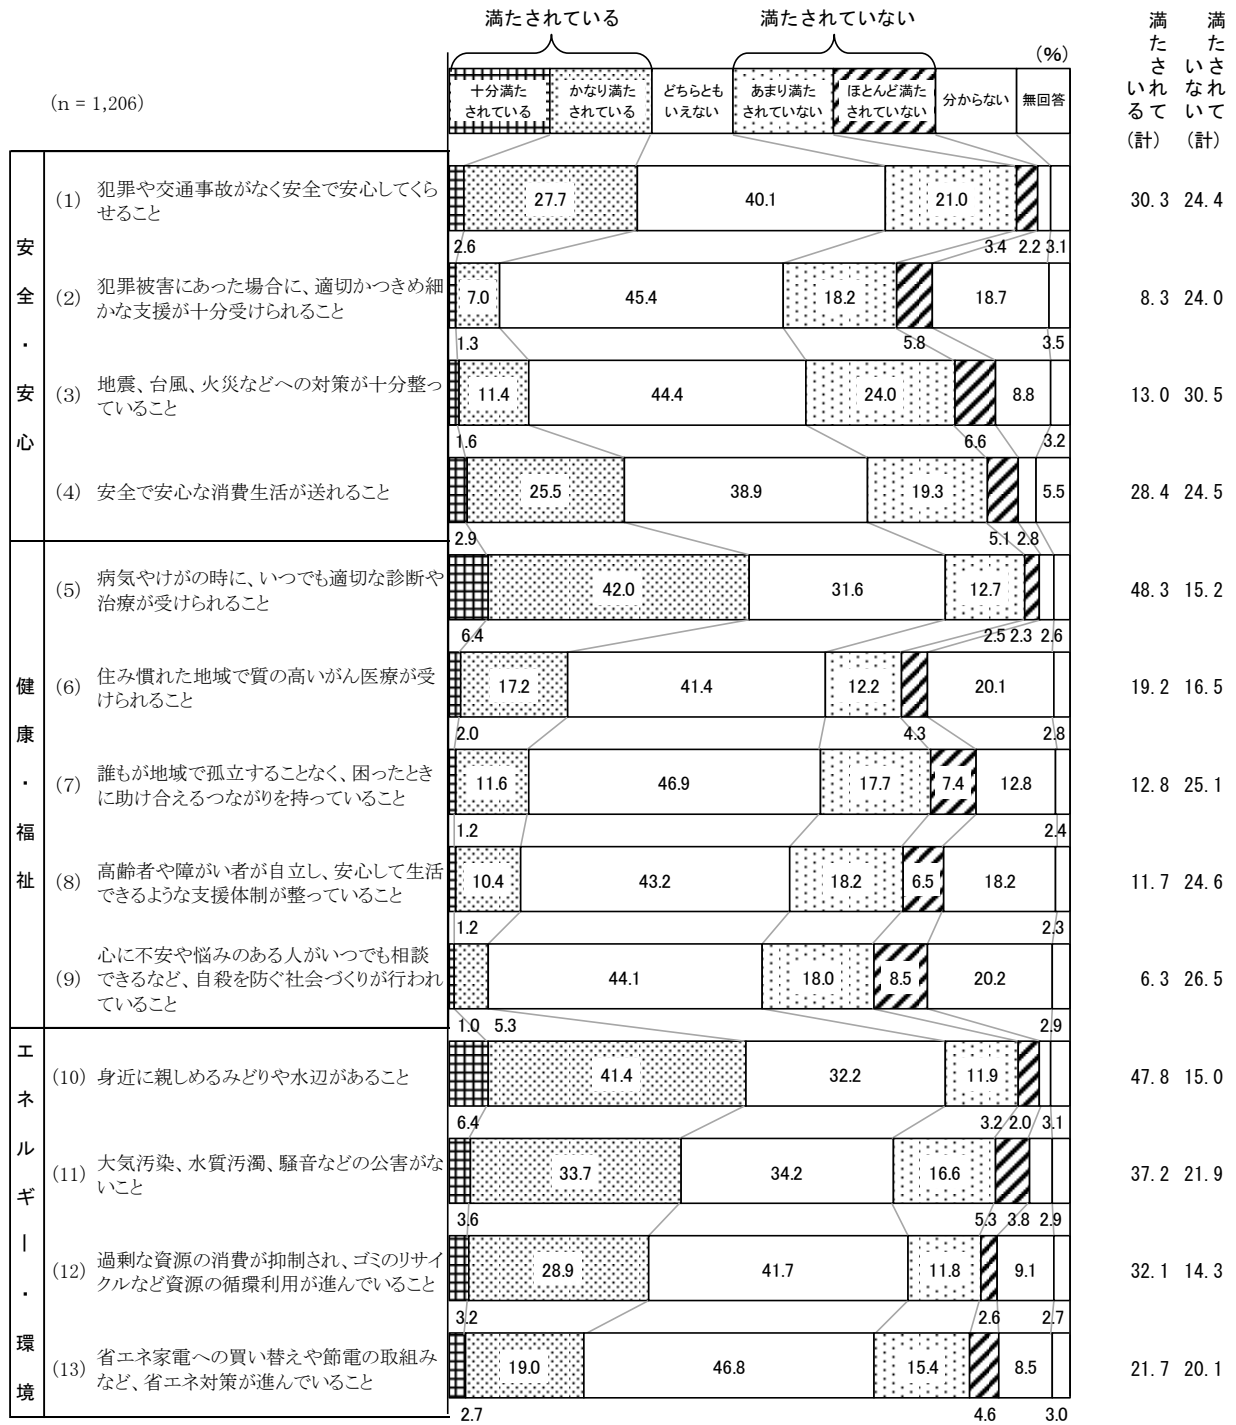 満たされている
満たされていない
(%)
満たされている(計)
満たされていない(計)
(n = 1,206)
十分満たされている
かなり満たされている
どちらともいえない
あまり満たされていない
ほとんど満たされていない
分からない
無回答
安全・安心
(1) 犯罪や交通事故がなく安全で安心してくら
せること
27.7 40.1 21.0 30.3 24.4
2.6 3.4 2.2 3.1
(2) 犯罪被害にあった場合に、適切かつきめ細
かな支援が十分受けられること
7.0 45.4 18.2 18.7 8.3 24.0
1.3 5.8 3.5
(3) 地震、台風、火災などへの対策が十分整っ
ていること
11.4 44.4 24.0 8.8 13.0 30.5
1.6 6.6 3.2
(4) 安全で安心な消費生活が送れること
25.5 38.9 19.3 5.5 28.4 24.5
2.9 5.1 2.8
健康・福祉
(5) 病気やけがの時に、いつでも適切な診断や
治療が受けられること
42.0 31.6 12.7 48.3 15.2
6.4 2.5 2.3 2.6
(6) 住み慣れた地域で質の高いがん医療が受
けられること
17.2 41.4 12.2 20.1 19.2 16.5
2.0 4.3 2.8
(7) 誰もが地域で孤立することなく、困ったとき
に助け合えるつながりを持っていること
11.6 46.9 17.7 7.4 12.8 12.8 25.1
1.2 2.4
(8) 高齢者や障がい者が自立し、安心して生活
できるような支援体制が整っていること
10.4 43.2 18.2 6.5 18.2 11.7 24.6
1.2 2.3
(9) 心に不安や悩みのある人がいつでも相談
できるなど、自殺を防ぐ社会づくりが行われ
ていること
44.1 18.0 8.5 20.2 6.3 26.5
1.0 5.3 2.9
エネルギー・環境
(10) 身近に親しめるみどりや水辺があること
41.4 32.2 11.9 47.8 15.0
6.4 3.2 2.0 3.1
(11) 大気汚染、水質汚濁、騒音などの公害がな
いこと
33.7 34.2 16.6 37.2 21.9
3.6 5.3 3.8 2.9
(12) 過剰な資源の消費が抑制され、ゴミのリサイ
クルなど資源の循環利用が進んでいること
28.9 41.7 11.8 9.1 32.1 14.3
3.2 2.6 2.7
(13) 省エネ家電への買い替えや節電の取組み
など、省エネ対策が進んでいること
19.0 46.8 15.4 8.5 21.7 20.1
2.7 4.6 3.0